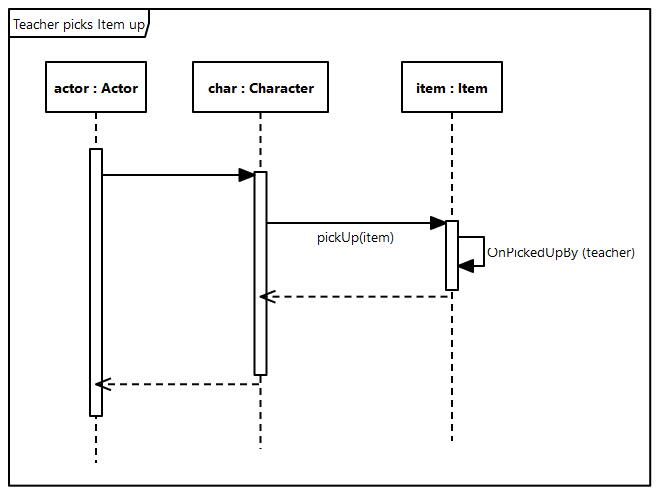 Teacher picks Item up
actor : Actor
char : Character
item : Item
pickUp(item)
OnPickedUpBy (teacher)